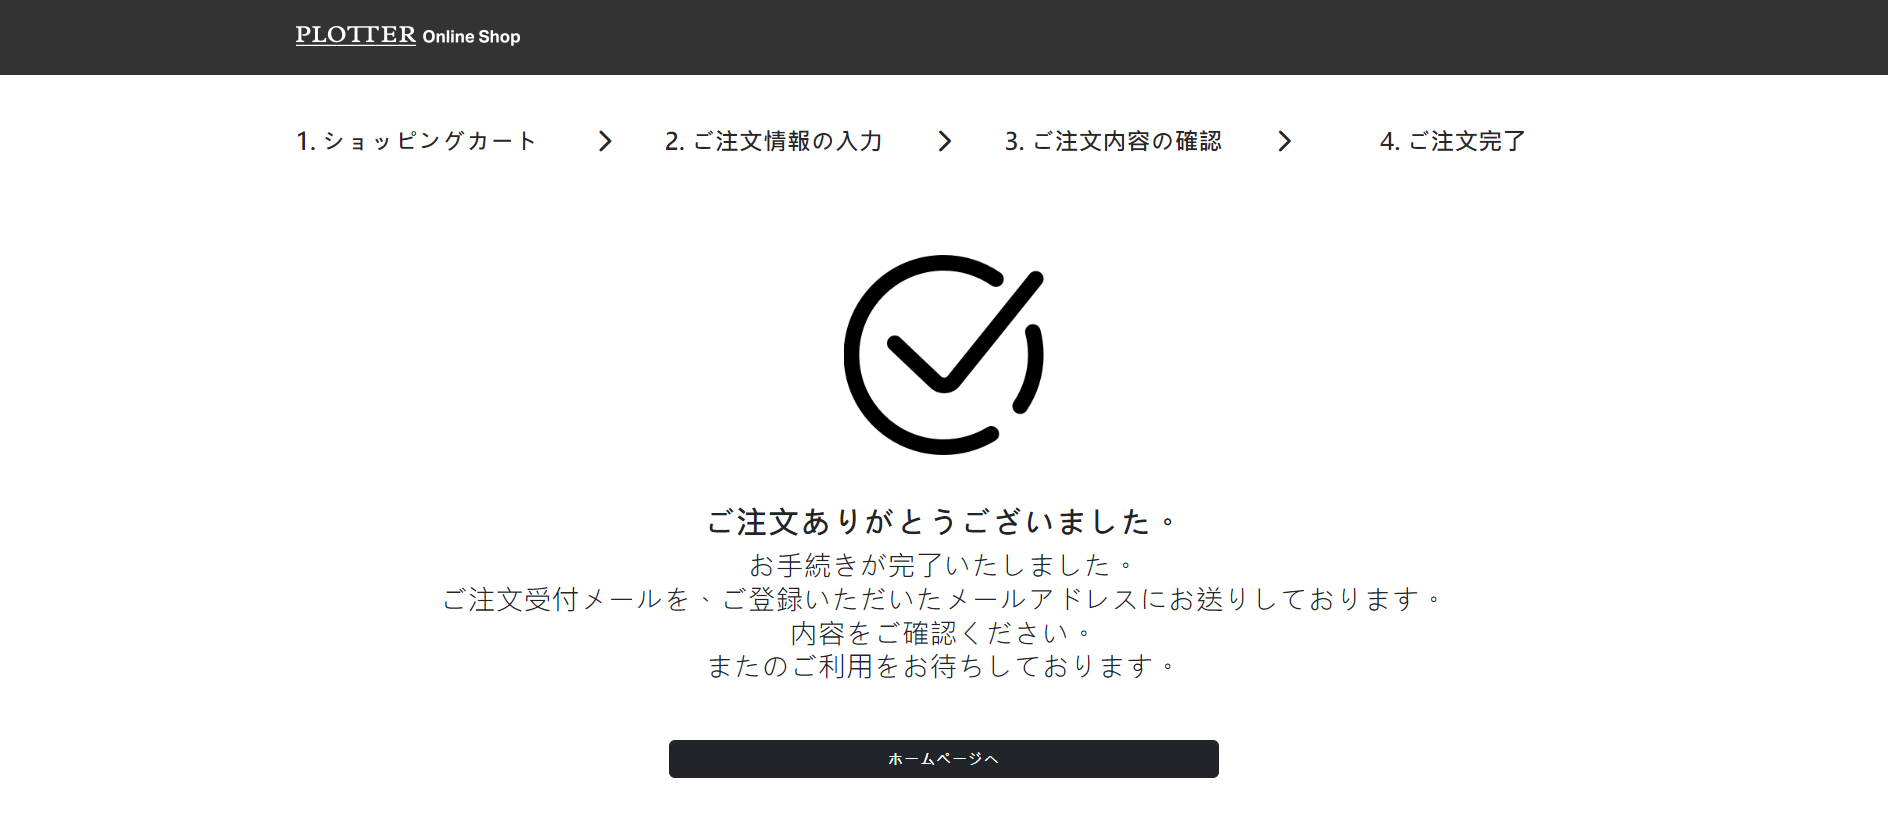 PLOTTER Online Shop
1. ショッピングカート
2. ご注文情報の入力
3. ご注文内容の確認
4. ご注文完了
ご注文ありがとうございました。
お手続きが完了いたしました。
ご注文受付メールを、ご登録いただいたメールアドレスにお送りしております。
内容をご確認ください。
またのご利用をお待ちしております。
ホームページへ